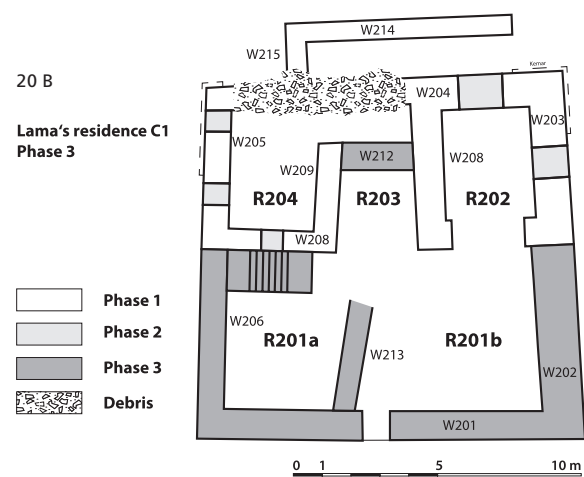 W214
W215
Kemar
20 B
W204
W203
Lama's residence C1
Phase 3
W205
W212
W208
W209
R204
R203
R202
W208
Phase 1
Phase 2
Phase 3
Debris
W206
R201a
W213
R201b
W202
W201
0 1 5 10 m